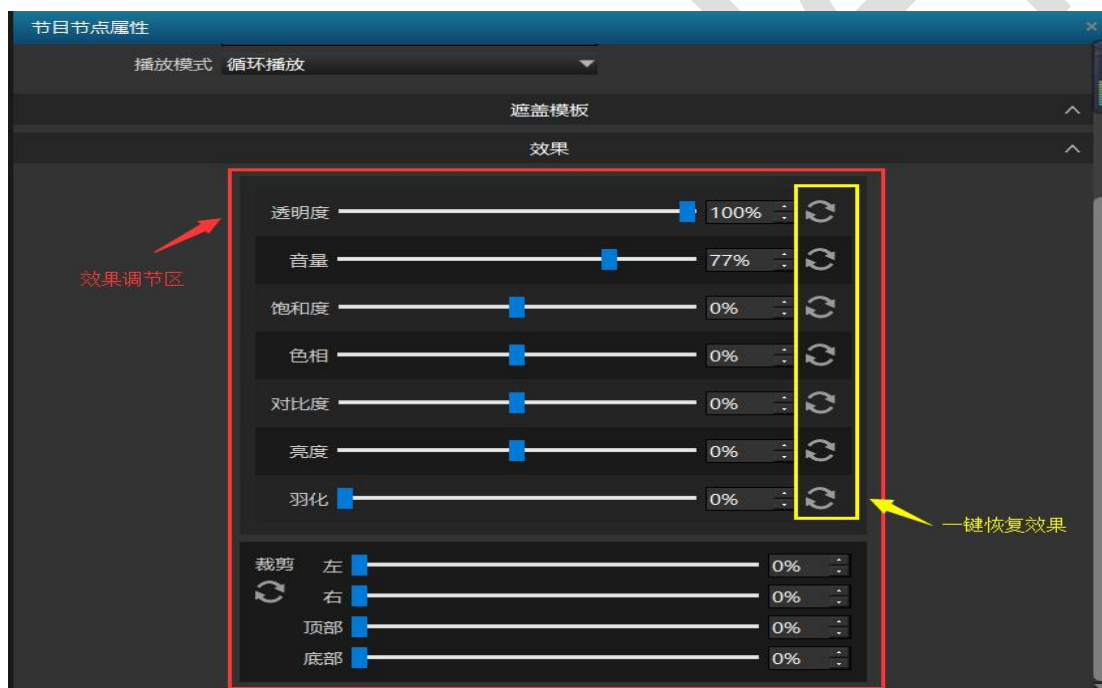 节目节点属性
播放模式 循环播放
遮盖模板
效果
透明度 100%
音量 77%
效果调节区
饱和度 0%
色相 0%
对比度 0%
亮度 0%
羽化 0%
一键恢复效果
裁剪 左 0%
右 0%
顶部 0%
底部 0%